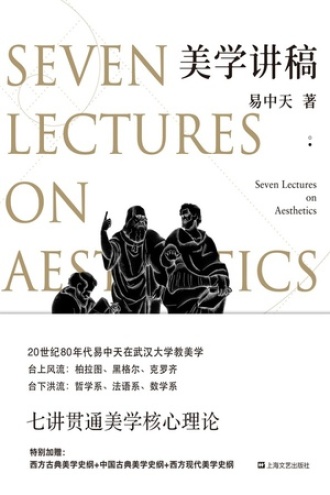 SEVEN
美学讲稿
LECTURES
易中天 著
ON
Seven Lectures
on
Aesthetics
AESTHETICS
20世纪80年代易中天在武汉大学教美学
台上风流：柏拉图、黑格尔、克罗齐
台下洪流：哲学系、法语系、数学系
七讲贯通美学核心理论
特别加赠：
西方古典美学史纲+中国古典美学史纲+西方现代美学史纲
上海文艺出版社